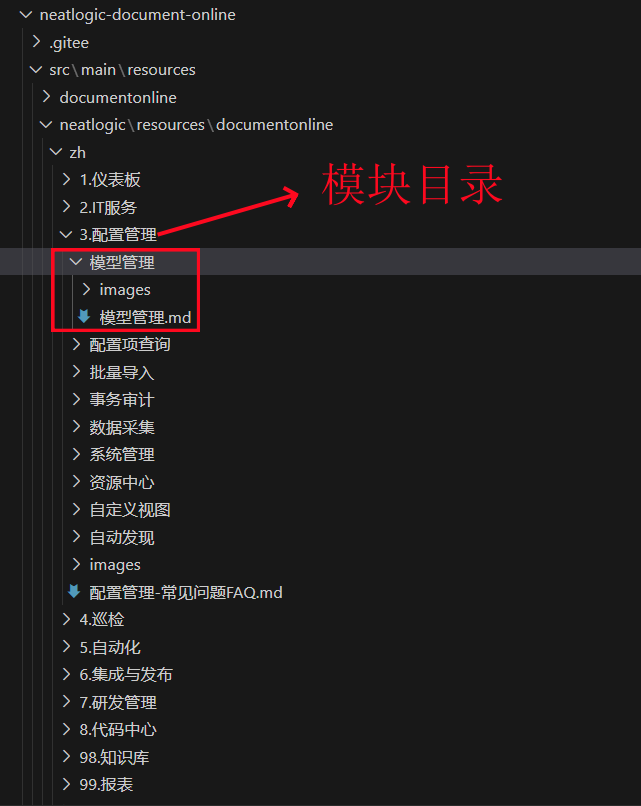 neatlogic-document-online
.gitee
src\main\resources
documentonline
neatlogic\resources\documentonline
zh
1.仪表板
模块目录
2.IT服务
3.配置管理
模型管理
images
模型管理.md
配置项查询
批量导入
事务审计
数据采集
系统管理
资源中心
自定义视图
自动发现
images
配置管理-常见问题FAQ.md
4.巡检
5.自动化
6.集成与发布
7.研发管理
8.代码中心
98.知识库
99.报表